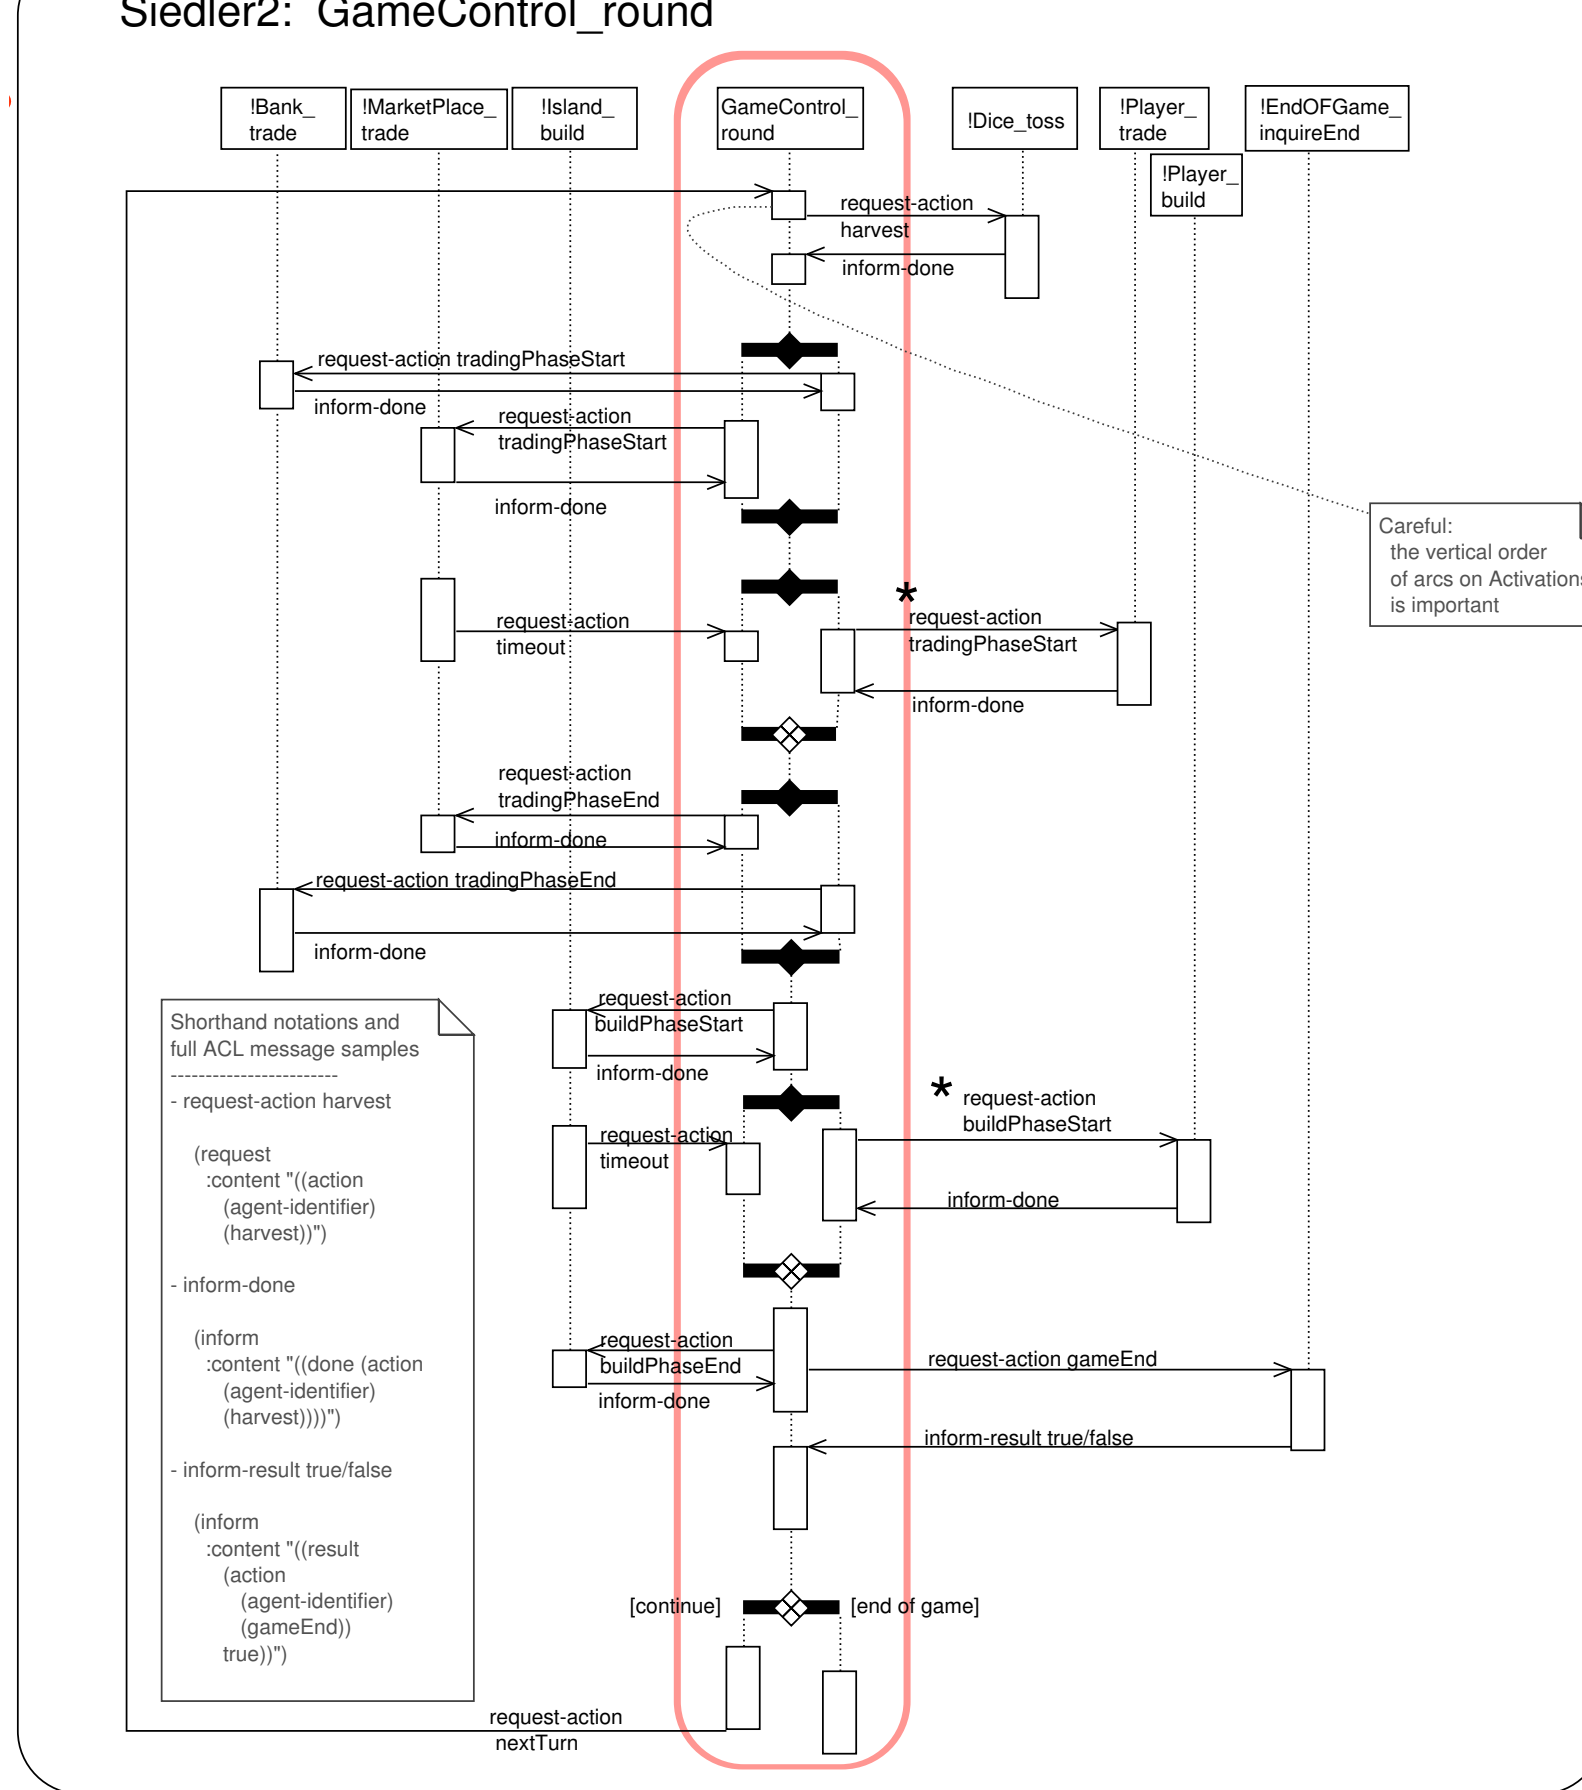 Siedler2:  GameControl_round
!Bank_
trade
!MarketPlace_
trade
!Island_
build
GameControl_
round
!Dice_toss
!Player_
trade
!EndOFGame_
inquireEnd
!Player_
build
request-action
harvest
inform-done
request-action tradingPhaseStart
inform-done
request-action
tradingPhaseStart
inform-done
Careful:
the vertical order
of arcs on Activations
is important
*
request-action
timeout
request-action
tradingPhaseStart
inform-done
request-action
tradingPhaseEnd
inform-done
request-action tradingPhaseEnd
inform-done
request-action
buildPhaseStart
inform-done
*
request-action
buildPhaseStart
request-action
timeout
inform-done
request-action
buildPhaseEnd
inform-done
request-action gameEnd
inform-result true/false
Shorthand notations and
full ACL message samples
------------------------
- request-action harvest
(request
:content "((action
(agent-identifier)
(harvest))")
- inform-done
(inform
:content "((done (action
(agent-identifier)
(harvest))))")
- inform-result true/false
(inform
:content "((result
(action
(agent-identifier)
(gameEnd))
true))")
[continue]
[end of game]
request-action
nextTurn